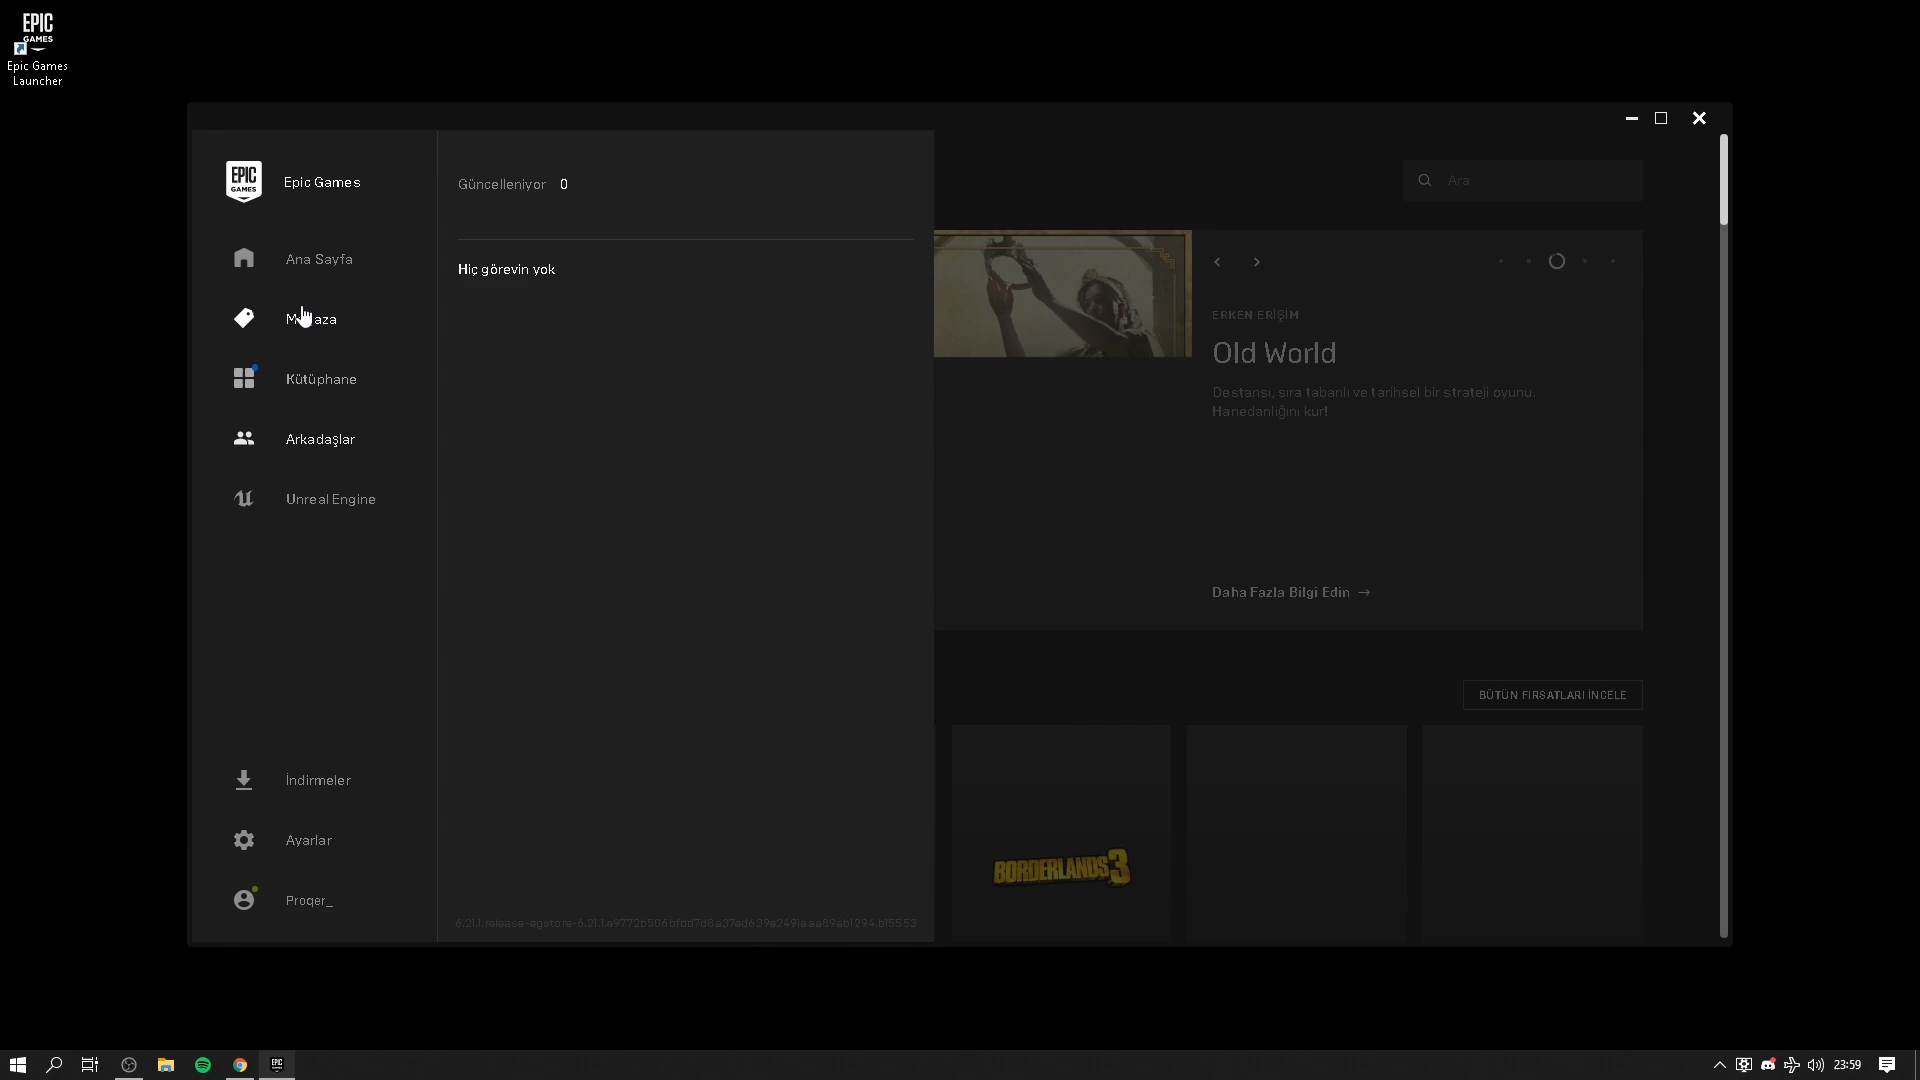 EPIC
GAMES
Epic Games
Launcher
EPIC
GAMES
Epic Games
Ana Sayfa
Kütüphane
Arkadaşlar
Unreal Engine
İndirmeler
Ayarlar
Proqer_
Güncelleniyor 0
Hiç görevin yok
Ara
ERKEN ERİŞİM
Old World
Destansı, sıra tabanlı ve tarihsel bir strateji oyunu.
Hanedanlığını kur!
Daha Fazla Bilgi Edin →
BÜTÜN FIRSATLARI İNCELE
BORDERLANDS 3
EPIC
23:59